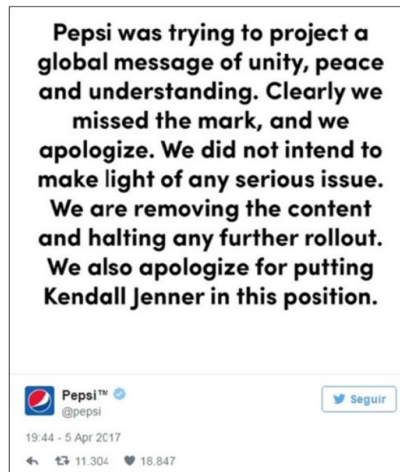 Pepsi was trying to project a
global message of unity, peace
and understanding. Clearly we
missed the mark, and we
apologize. We did not intend to
make light of any serious issue.
We are removing the content
and halting any further rollout.
We also apologize for putting
Kendall Jenner in this position.
Pepsi™
Seguir
@pepsi
19:44 - 5 Apr 2017
11.304 18.847